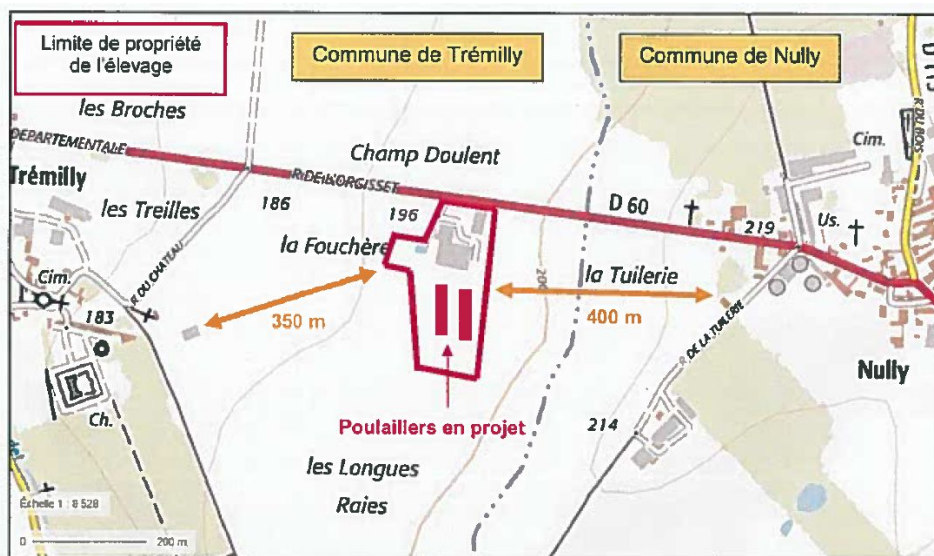 Limite de propriété
de l'élevage
Commune de Trémilly
Commune de Nully
les Broches
DEPARTEMENTALE
Champ Doulent
R. DU BOIS
Cim.
Trémilly
R. DE L'ORGISSET
les Treilles
186
196
D 60
219
Us.
la Fouchère
la Tuilerie
Cim.
R. DU CHATEAU
183
350 m
400 m
R. DE LA TUILERIE
Nully
Ch.
Poulaillers en projet
214
les Longues
Raies
Échelle 1 : 8 528
0 200 m